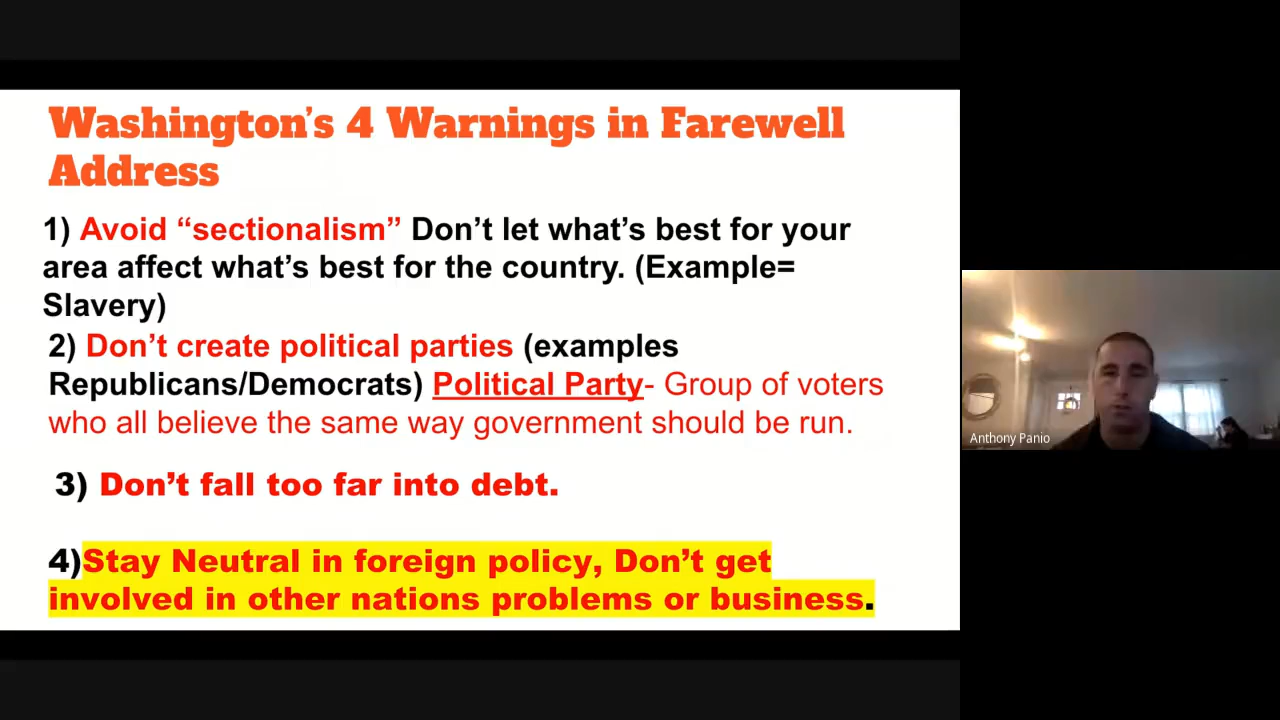 Washington's 4 Warnings in Farewell
Address
1) Avoid “sectionalism” Don’t let what’s best for your
area affect what’s best for the country. (Example=
Slavery)
2) Don’t create political parties (examples
Republicans/Democrats) Political Party- Group of voters
who all believe the same way government should be run.
3) Don’t fall too far into debt.
4)Stay Neutral in foreign policy, Don’t get
involved in other nations problems or business.
Anthony Panio